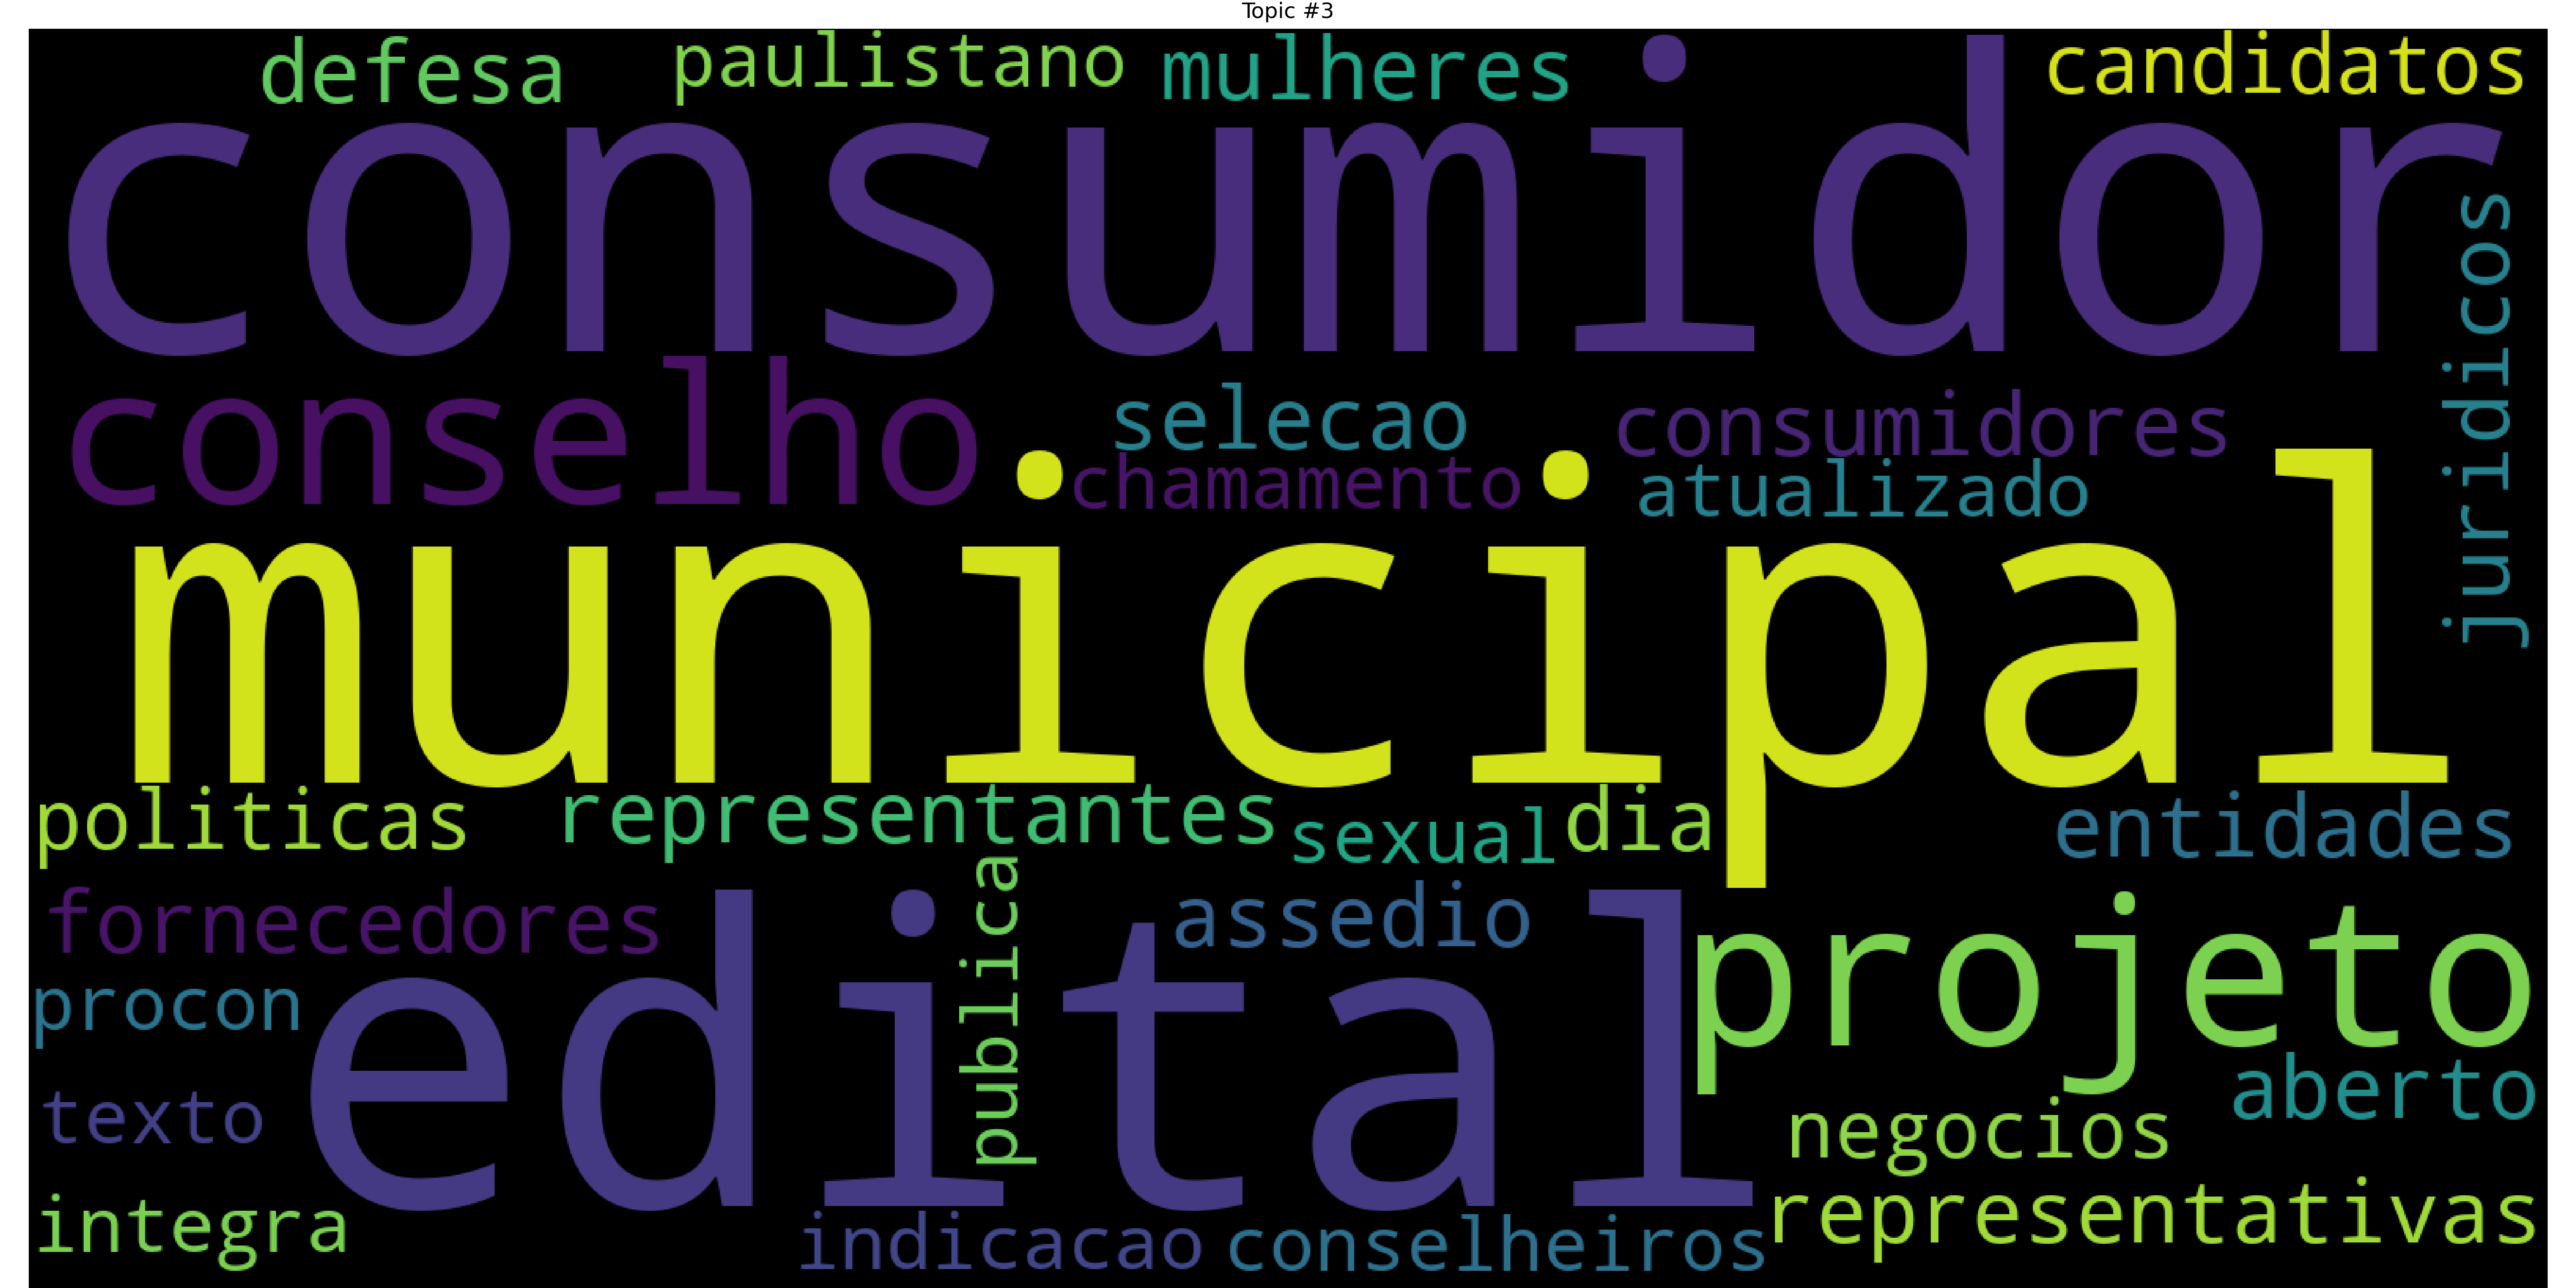 Topic #3
defesa paulistano mulheres candidatos
consumidor
juridicos
conselho selecao consumidores
chamamento atualizado
municipal
politicas representantes sexual dia entidades
fornecedores publica assedio
edital projeto
procon
texto negocios aberto
integra indicacao conselheiros representativas